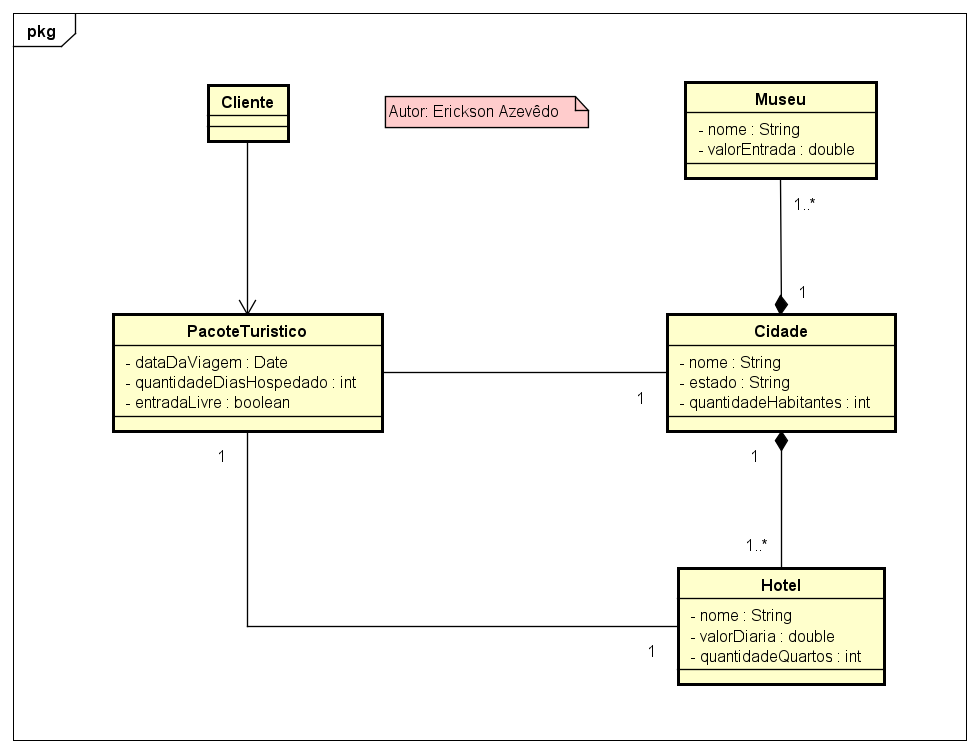 pkg
Cliente
Autor: Erickson Azevêdo
Museu
- nome : String
- valorEntrada : double
1..*
1
PacoteTuristico
- dataDaViagem : Date
- quantidadeDiasHospedado : int
- entradaLivre : boolean
Cidade
- nome : String
- estado : String
- quantidadeHabitantes : int
1
1
1
1..*
Hotel
- nome : String
- valorDiaria : double
- quantidadeQuartos : int
1